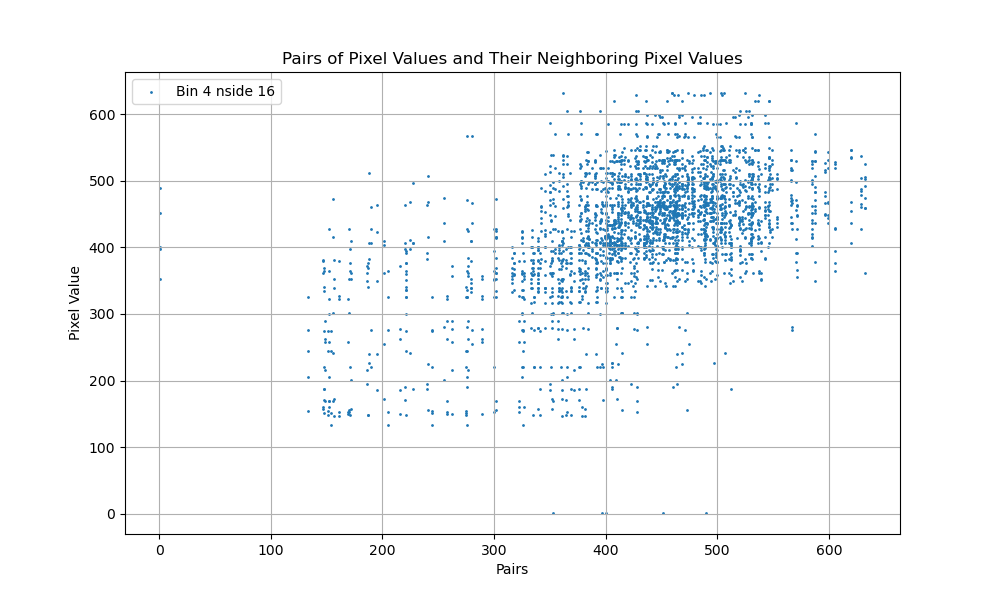 Pairs of Pixel Values and Their Neighboring Pixel Values
Bin 4 nside 16
Pixel Value
600
500
400
300
200
100
0
0 100 200 300 400 500 600
Pairs